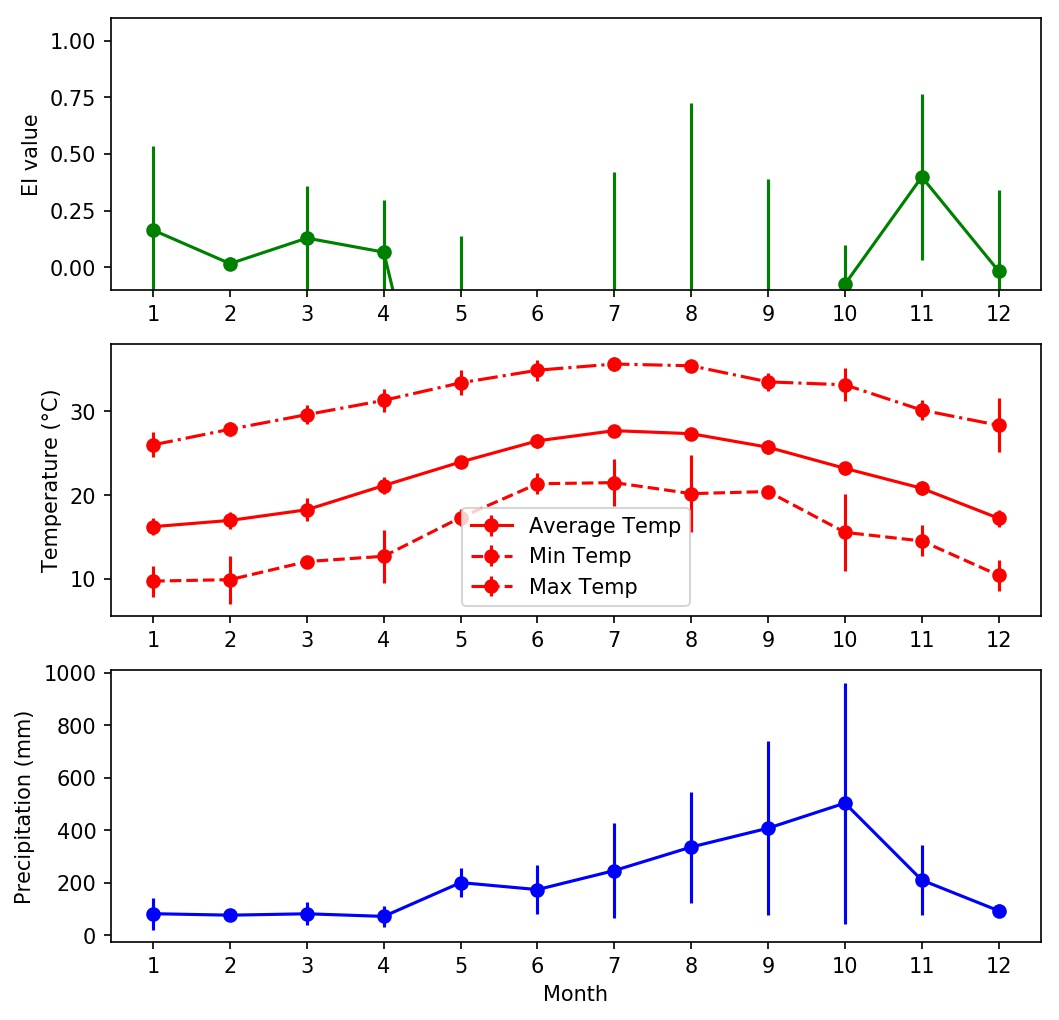 EI value
1.00
0.75
0.50
0.25
0.00
1 2 3 4 5 6 7 8 9 10 11 12
Temperature (°C)
30
20
10
Average Temp
Min Temp
Max Temp
1 2 3 4 5 6 7 8 9 10 11 12
Precipitation (mm)
1000
800
600
400
200
0
1 2 3 4 5 6 7 8 9 10 11 12
Month